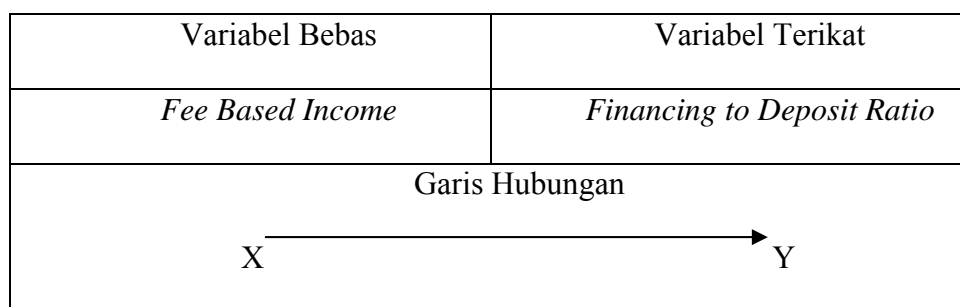 Variabel Bebas
Variabel Terikat
Fee Based Income
Financing to Deposit Ratio
Garis Hubungan
X
Y